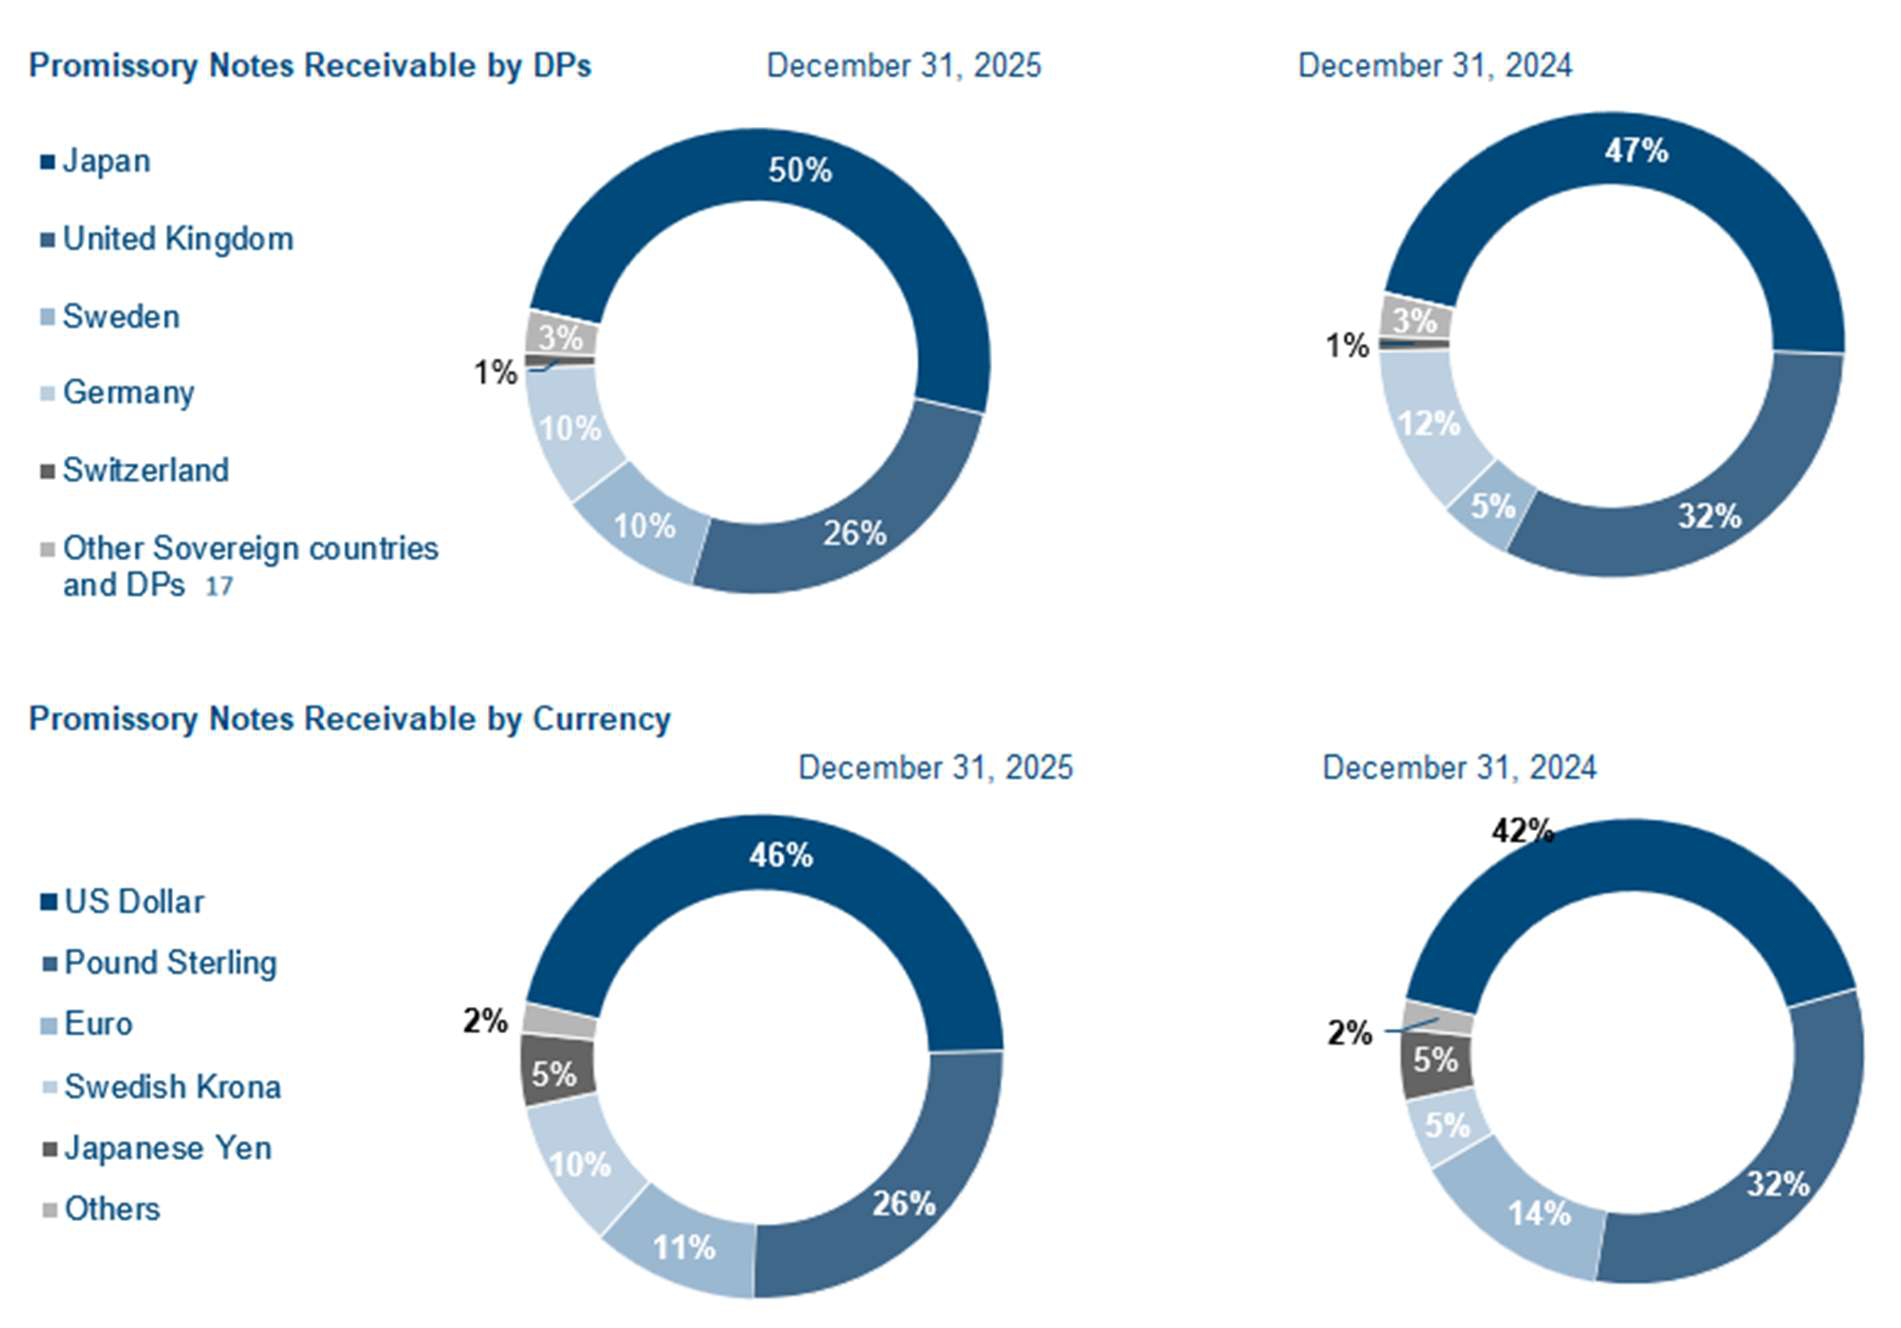 Promissory Notes Receivable by DPs
December 31, 2025
December 31, 2024
Japan
United Kingdom
Sweden
Germany
Switzerland
Other Sovereign countries
and DPs 17
50%
26%
10%
10%
1%
3%
47%
32%
5%
12%
1%
3%
Promissory Notes Receivable by Currency
December 31, 2025
December 31, 2024
US Dollar
Pound Sterling
Euro
Swedish Krona
Japanese Yen
Others
46%
26%
11%
10%
5%
2%
42%
32%
14%
5%
5%
2%